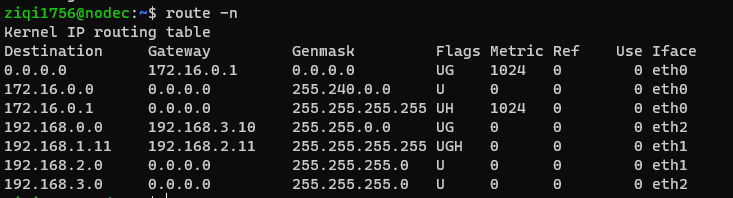 ziqi1756@nodec:~$ route -n
Kernel IP routing table
Destination     Gateway         Genmask         Flags Metric Ref    Use Iface
0.0.0.0         172.16.0.1      0.0.0.0         UG    1024   0        0 eth0
172.16.0.0      0.0.0.0         255.240.0.0     U     0      0        0 eth0
172.16.0.1      0.0.0.0         255.255.255.255 UH    1024   0        0 eth0
192.168.0.0     192.168.3.10    255.255.0.0     UG    0      0        0 eth2
192.168.1.11    192.168.2.11    255.255.255.255 UGH   0      0        0 eth1
192.168.2.0     0.0.0.0         255.255.255.0   U     0      0        0 eth1
192.168.3.0     0.0.0.0         255.255.255.0   U     0      0        0 eth2